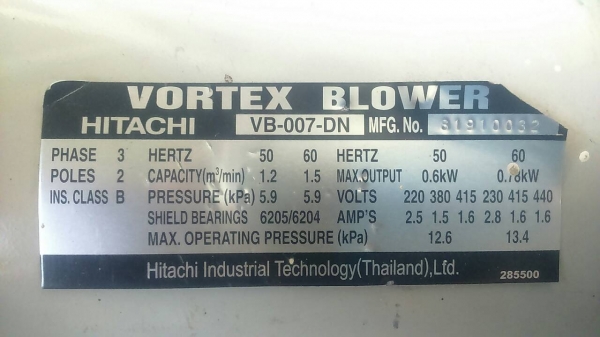 VORTEX BLOWER
HITACHI VB-007-DN MFG. No. 81910032
PHASE 3 HERTZ 50 60 HERTZ 50 60
POLES 2 CAPACITY(m³/min) 1.2 1.5 MAX.OUTPUT 0.6kW 0.78kW
INS.CLASS B PRESSURE (kPa) 5.9 5.9 VOLTS 220 380 415 230 415 440
SHIELD BEARINGS 6205/6204 AMP'S 2.5 1.5 1.6 2.8 1.6 1.6
MAX. OPERATING PRESSURE (kPa) 12.6 13.4
Hitachi Industrial Technology(Thailand),Ltd. 285500